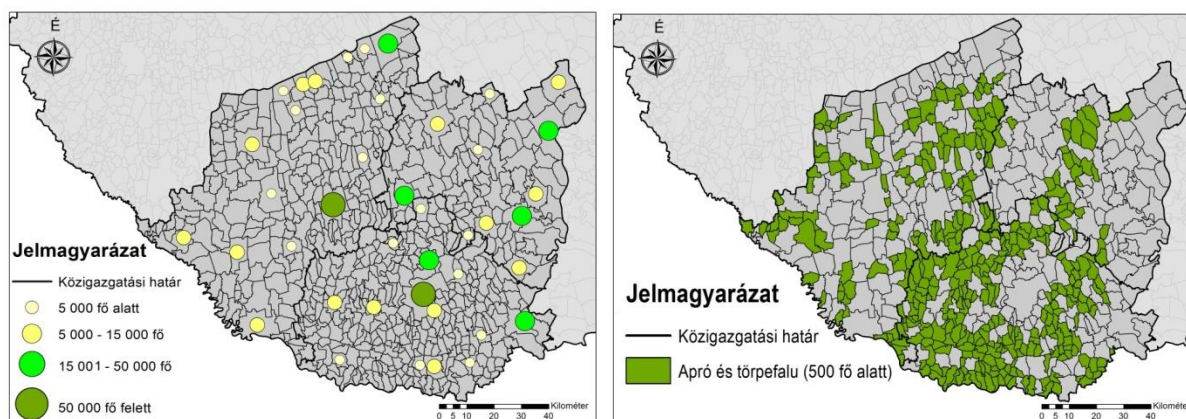 É
Jelmagyarázat
Közigazgatási határ
5 000 fő alatt
5 000 - 15 000 fő
15 001 - 50 000 fő
50 000 fő felett
Kilométer
0 5 10 20 30 40
É
Jelmagyarázat
Közigazgatási határ
Apró és törpefalu (500 fő alatt)
Kilométer
0 5 10 20 30 40